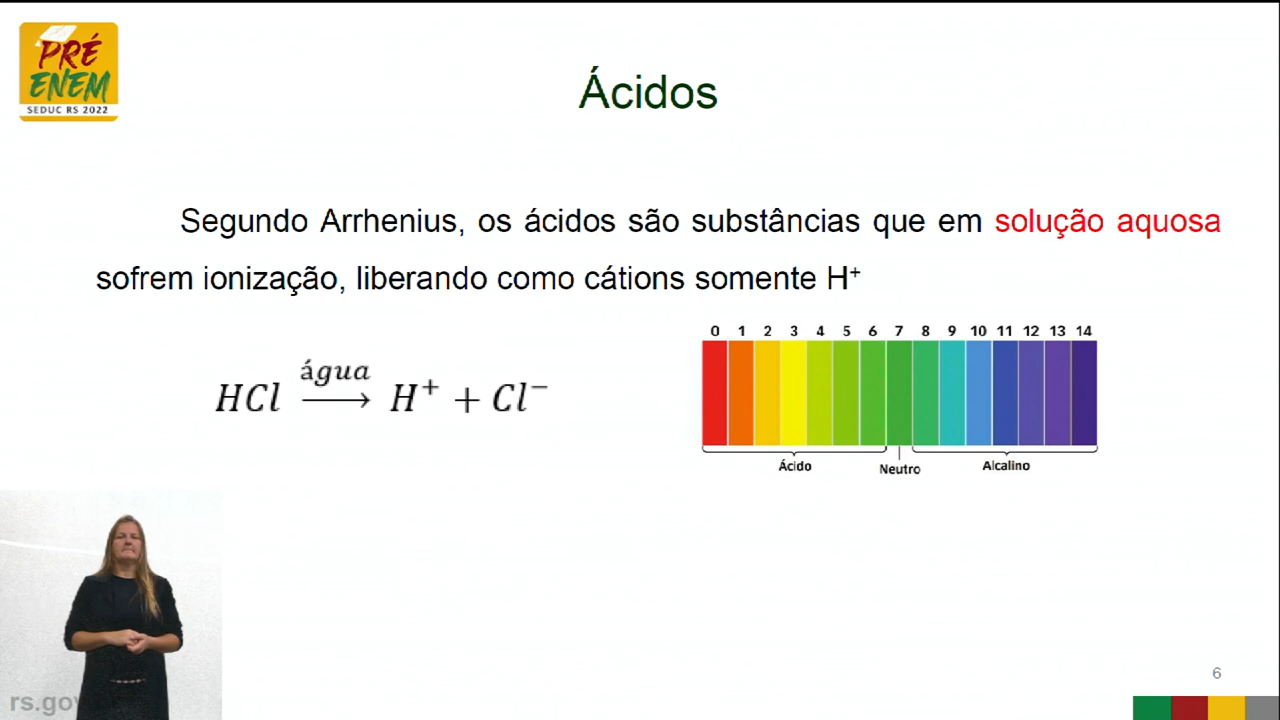 PRÉ
ENEM
SEDUC RS 2022
Ácidos
Segundo Arrhenius, os ácidos são substâncias que em solução aquosa
sofrem ionização, liberando como cátions somente H⁺
HCl —água→ H⁺ + Cl⁻
0 1 2 3 4 5 6 7 8 9 10 11 12 13 14
Ácido Neutro Alcalino
rs.gov
6